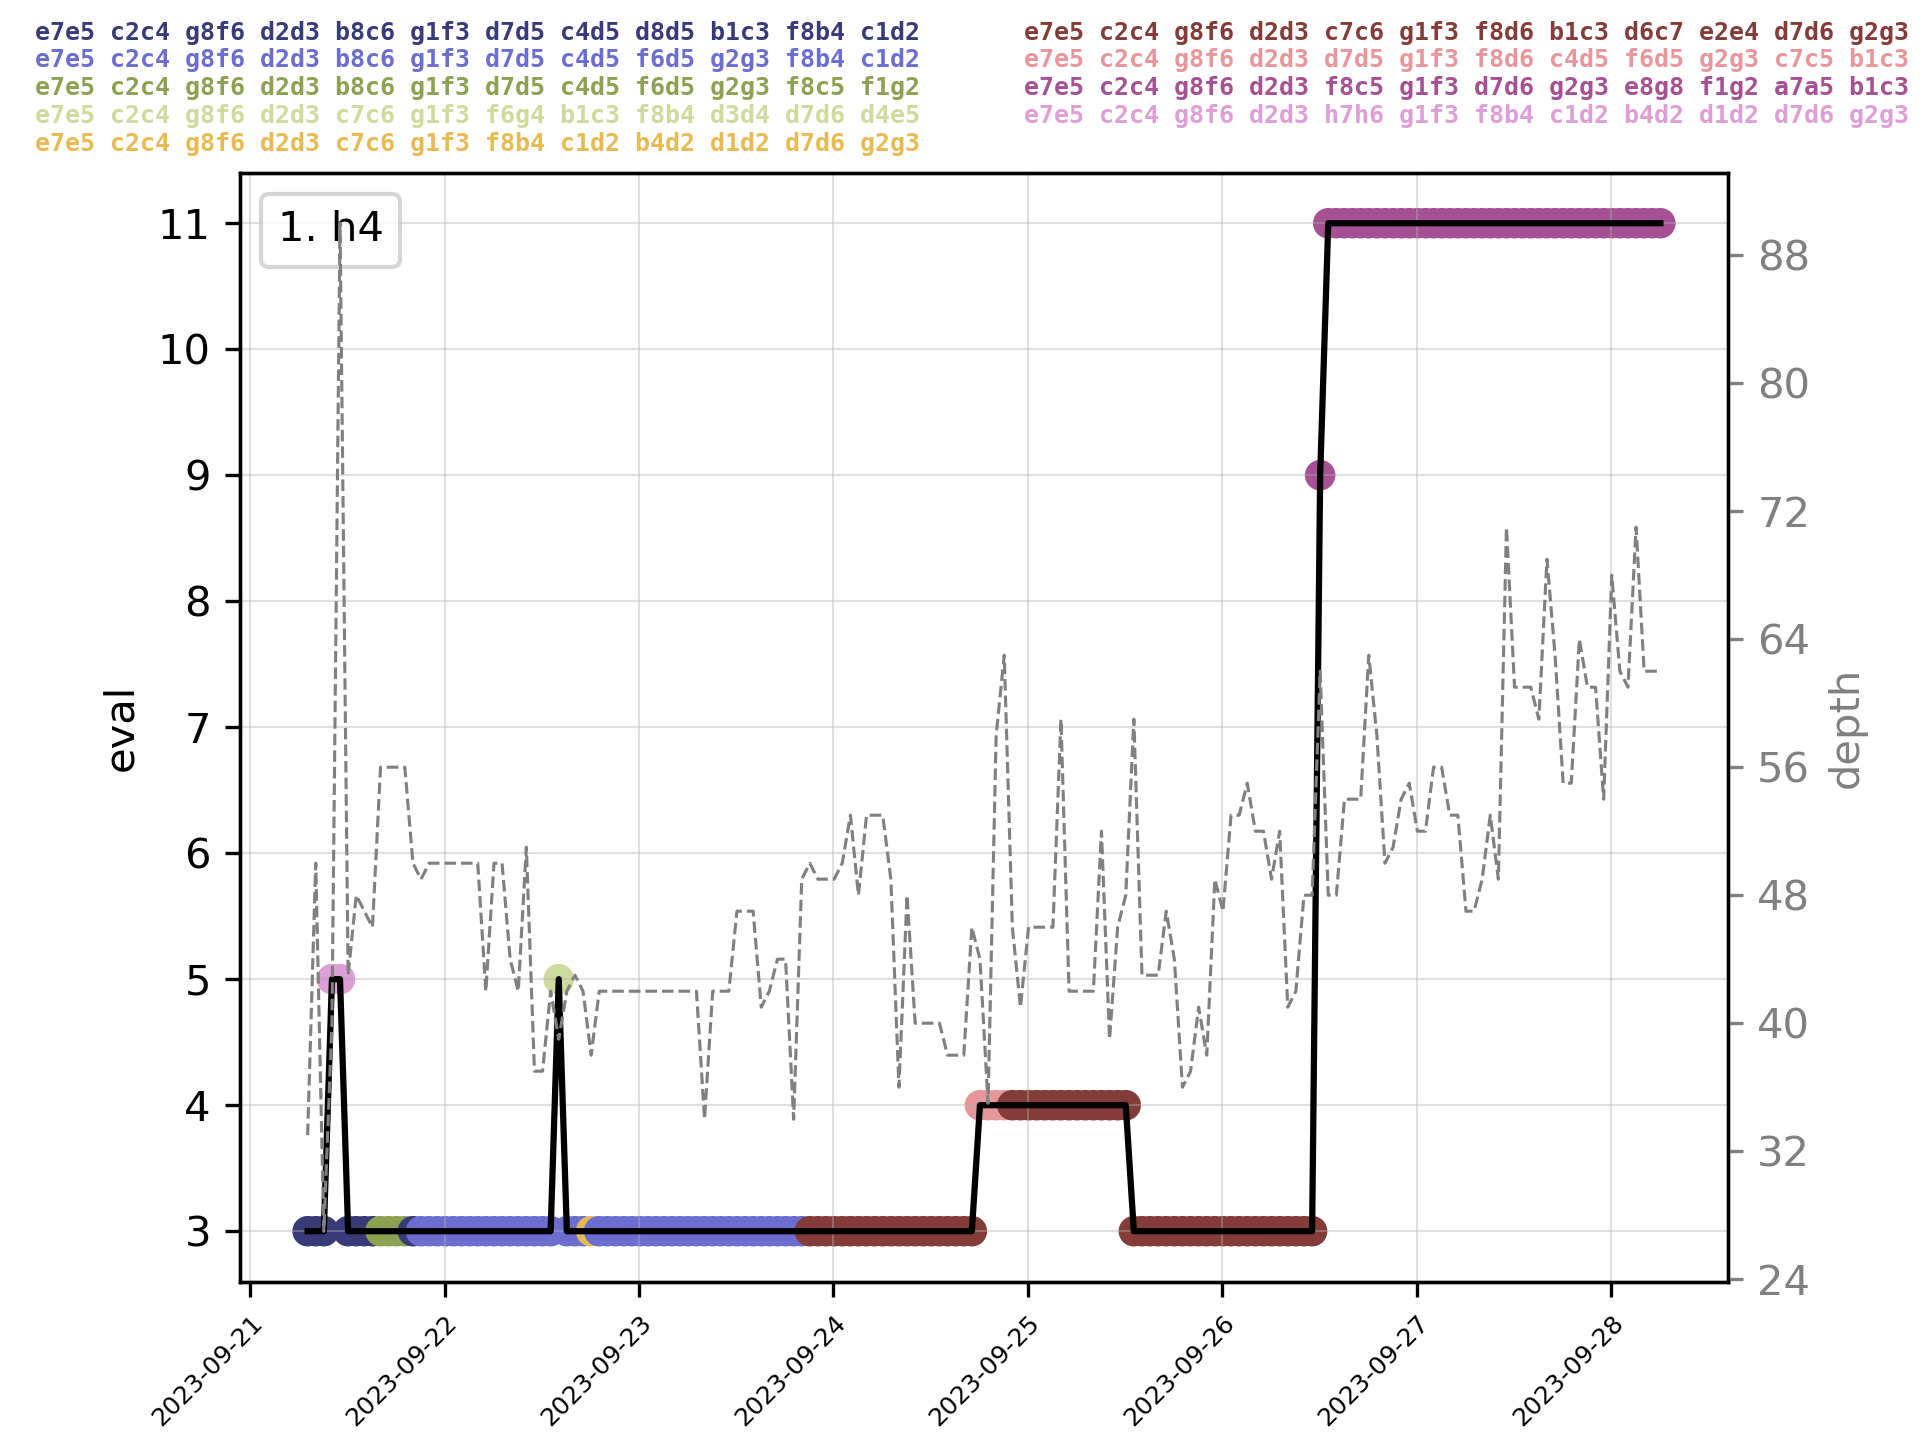 e7e5 c2c4 g8f6 d2d3 b8c6 g1f3 d7d5 c4d5 d8d5 b1c3 f8b4 c1d2
e7e5 c2c4 g8f6 d2d3 b8c6 g1f3 d7d5 c4d5 f6d5 g2g3 f8b4 c1d2
e7e5 c2c4 g8f6 d2d3 b8c6 g1f3 d7d5 c4d5 f6d5 g2g3 f8c5 f1g2
e7e5 c2c4 g8f6 d2d3 c7c6 g1f3 f6g4 b1c3 f8b4 d3d4 d7d6 d4e5
e7e5 c2c4 g8f6 d2d3 c7c6 g1f3 f8b4 c1d2 b4d2 d1d2 d7d6 g2g3
e7e5 c2c4 g8f6 d2d3 c7c6 g1f3 f8d6 b1c3 d6c7 e2e4 d7d6 g2g3
e7e5 c2c4 g8f6 d2d3 d7d5 g1f3 f8d6 c4d5 f6d5 g2g3 c7c5 b1c3
e7e5 c2c4 g8f6 d2d3 f8c5 g1f3 d7d6 g2g3 e8g8 f1g2 a7a5 b1c3
e7e5 c2c4 g8f6 d2d3 h7h6 g1f3 f8b4 c1d2 b4d2 d1d2 d7d6 g2g3
1. h4
11
10
9
8
7
6
5
4
3
eval
88
80
72
64
56
48
40
32
24
depth
2023-09-21
2023-09-22
2023-09-23
2023-09-24
2023-09-25
2023-09-26
2023-09-27
2023-09-28